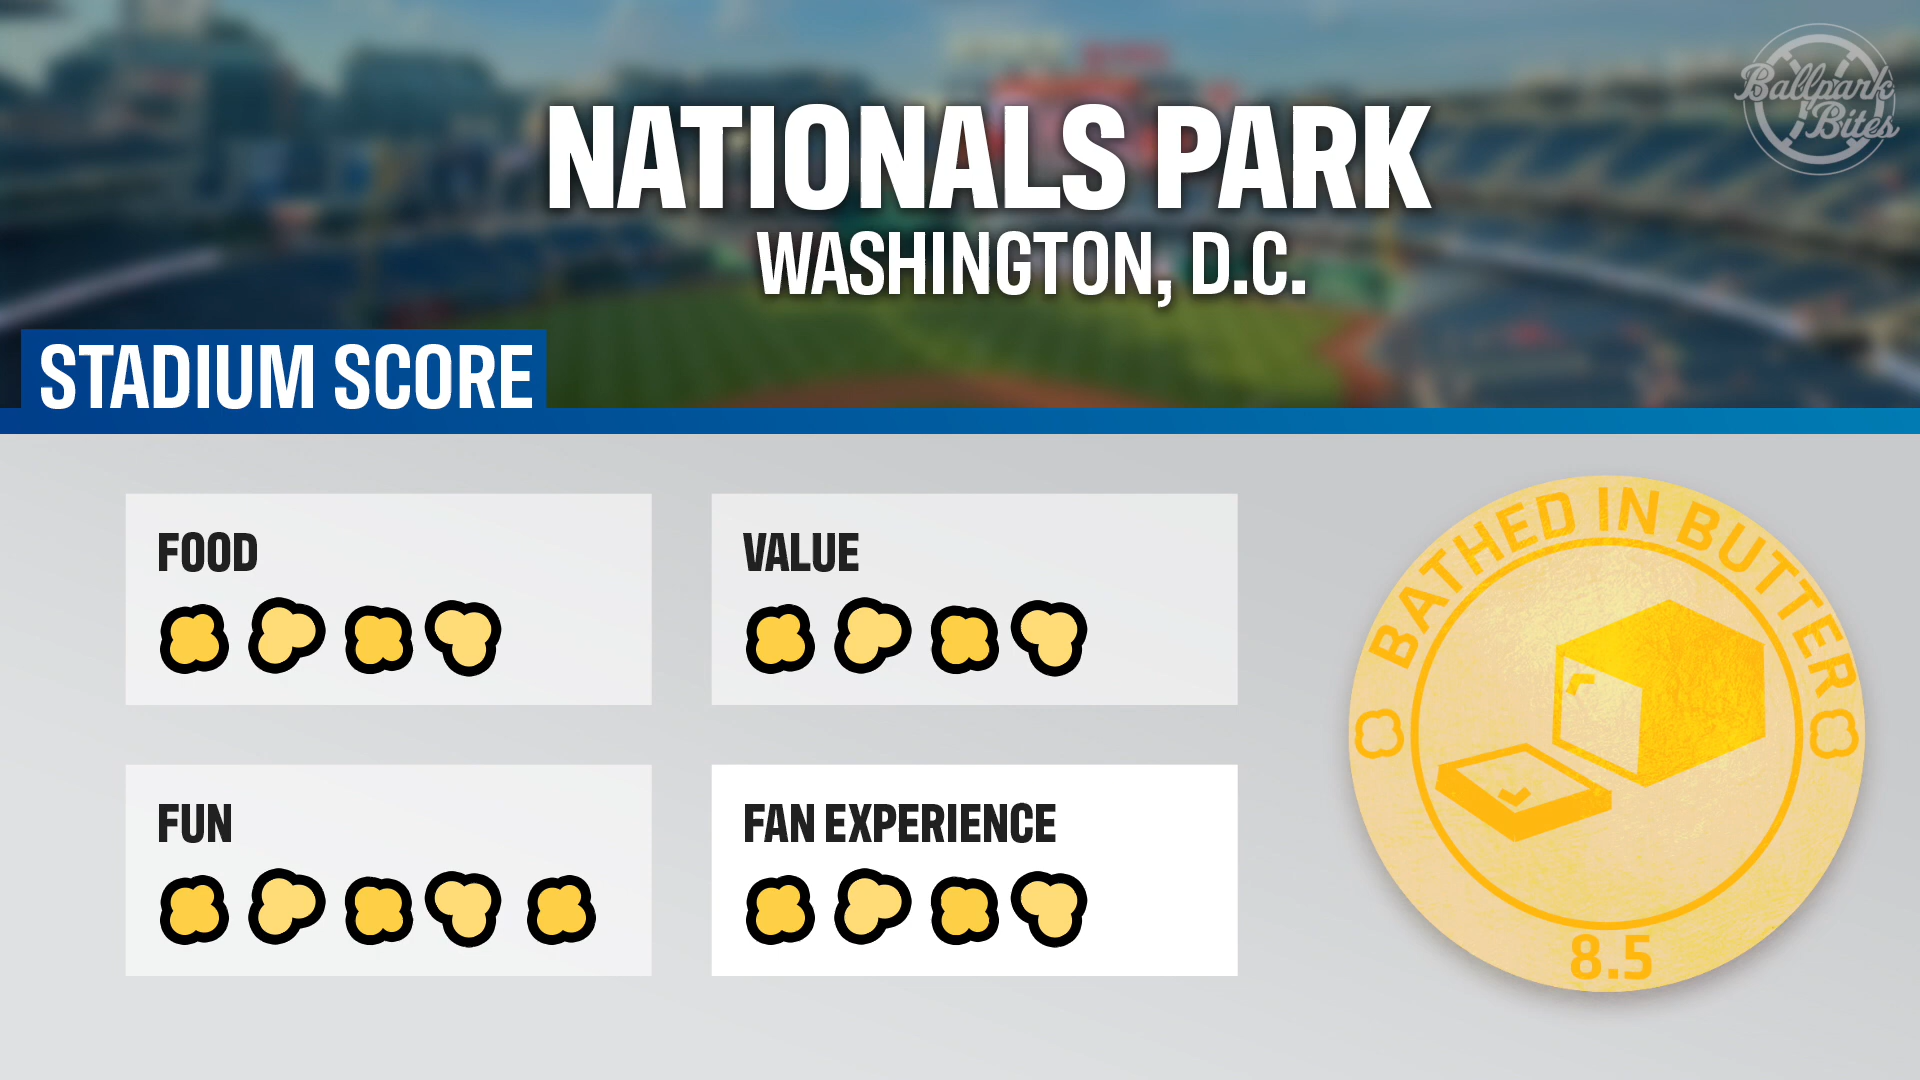 Ballpark
Bites
NATIONALS PARK
WASHINGTON, D.C.
STADIUM SCORE
FOOD
VALUE
FUN
FAN EXPERIENCE
BATHED IN BUTTER
8.5